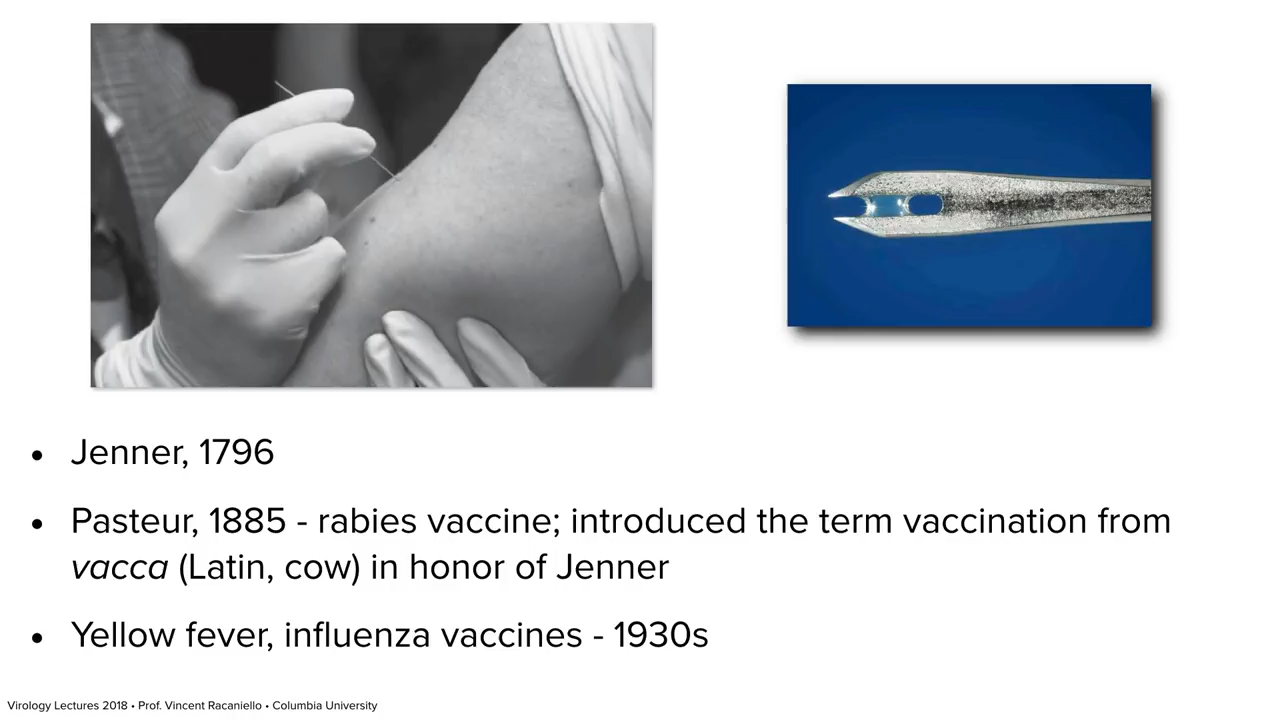 • Jenner, 1796
• Pasteur, 1885 - rabies vaccine; introduced the term vaccination from
vacca (Latin, cow) in honor of Jenner
• Yellow fever, influenza vaccines - 1930s
Virology Lectures 2018 • Prof. Vincent Racaniello • Columbia University